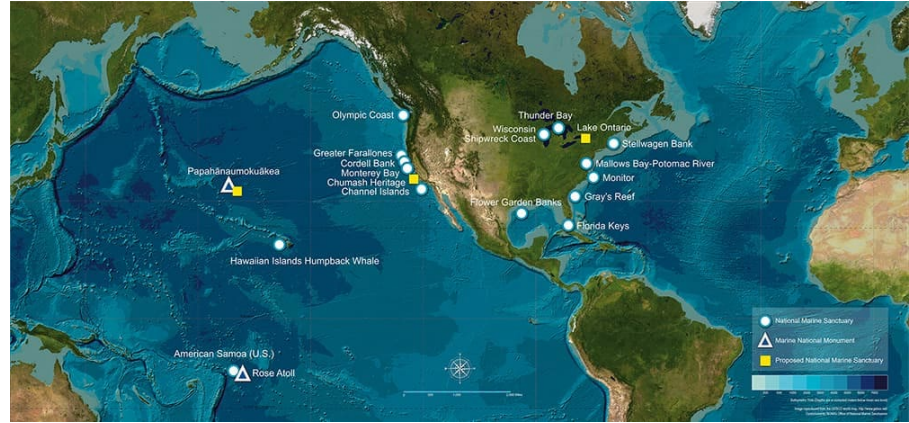 Olympic Coast
Greater Farallones
Cordell Bank
Monterey Bay
Chumash Heritage
Channel Islands
Papahānaumokuākea
Hawaiian Islands Humpback Whale
American Samoa (U.S.)
Rose Atoll
Thunder Bay
Wisconsin
Shipwreck Coast
Lake Ontario
Stellwagen Bank
Mallows Bay-Potomac River
Monitor
Gray's Reef
Flower Garden Banks
Florida Keys
National Marine Sanctuary
Marine National Monument
Proposed National Marine Sanctuary